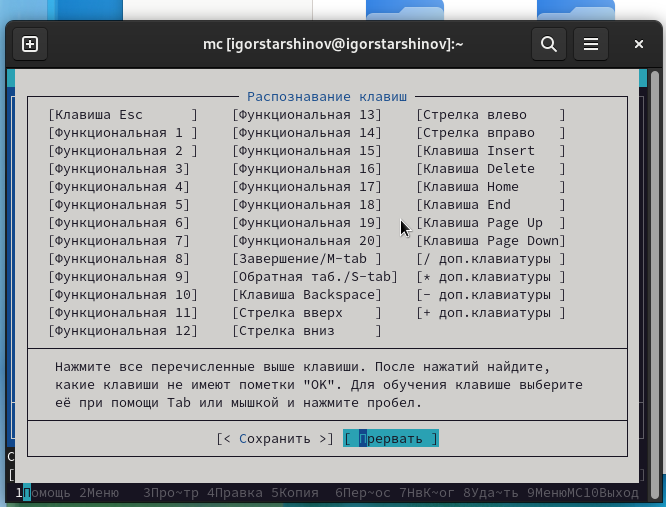 mc [igorstarshinov@igorstarshinov]:~
Распознавание клавиш
[Клавиша Esc ] [Функциональная 13] [Стрелка влево ]
[Функциональная 1 ] [Функциональная 14] [Стрелка вправо ]
[Функциональная 2 ] [Функциональная 15] [Клавиша Insert ]
[Функциональная 3] [Функциональная 16] [Клавиша Delete ]
[Функциональная 4] [Функциональная 17] [Клавиша Home ]
[Функциональная 5] [Функциональная 18] [Клавиша End ]
[Функциональная 6] [Функциональная 19] [Клавиша Page Up ]
[Функциональная 7] [Функциональная 20] [Клавиша Page Down]
[Функциональная 8] [Завершение/M-tab ] [/ доп.клавиатуры ]
[Функциональная 9] [Обратная таб./S-tab] [* доп.клавиатуры ]
[Функциональная 10] [Клавиша Backspace] [- доп.клавиатуры ]
[Функциональная 11] [Стрелка вверх ] [+ доп.клавиатуры ]
[Функциональная 12] [Стрелка вниз ]
Нажмите все перечисленные выше клавиши. После нажатий найдите,
какие клавиши не имеют пометки "OK". Для обучения клавише выберите
её при помощи Tab или мышкой и нажмите пробел.
[< Сохранить >] [ Прервать ]
1Помощь 2Меню 3Про~тр 4Правка 5Копия 6Пер~ос 7НвК~ог 8Уда~ть 9МенюMC10Выход